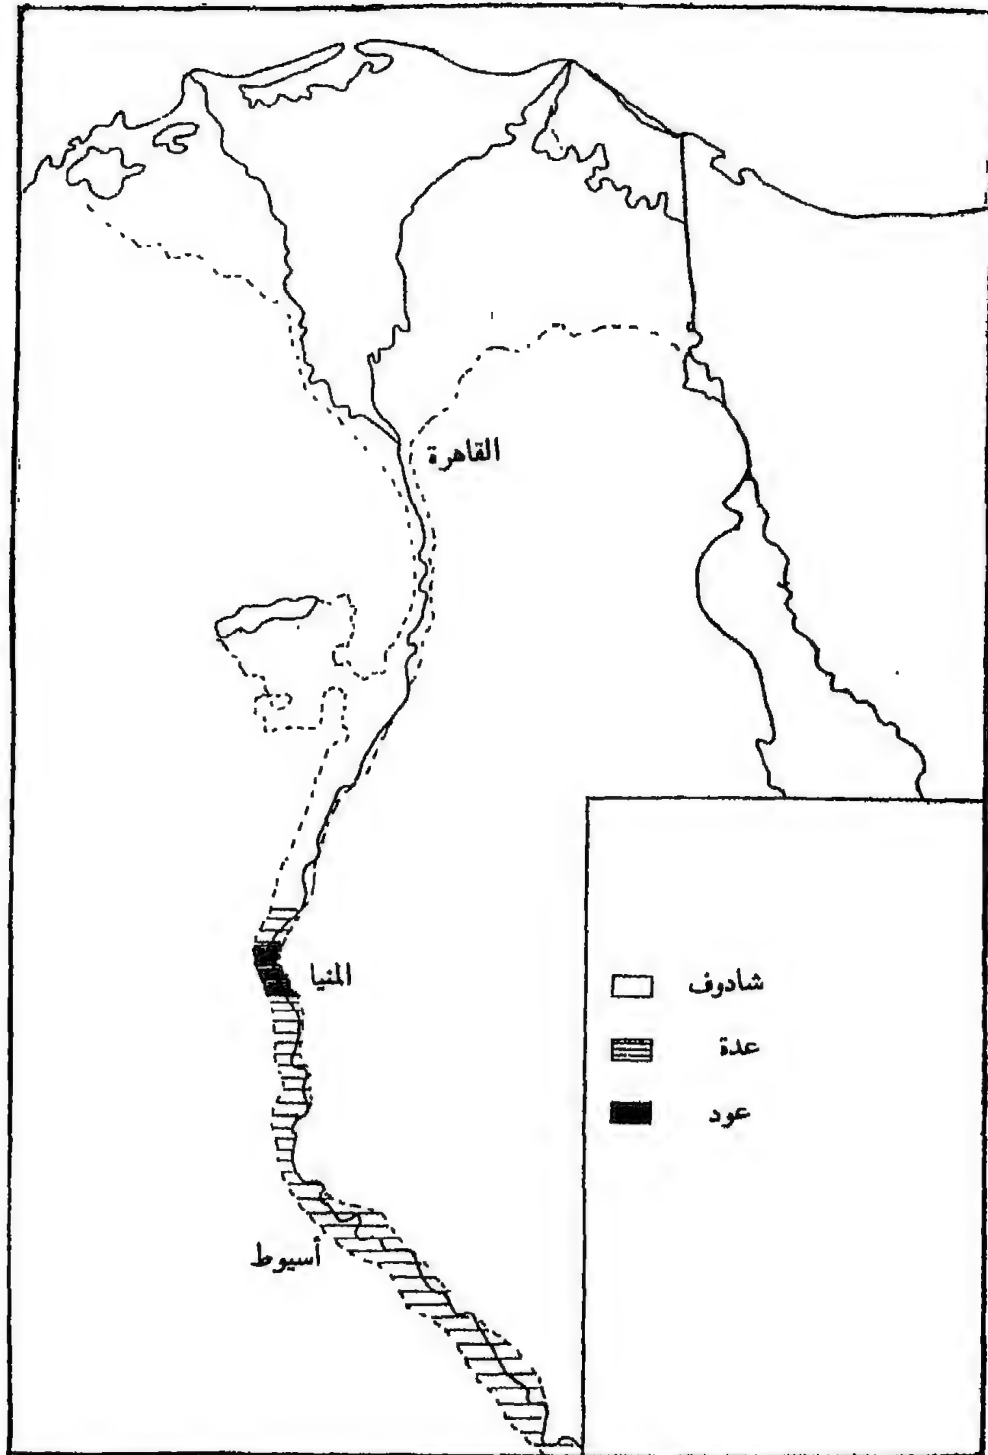 القاهرة
المنيا
شادوف
عدة
عود
أسيوط